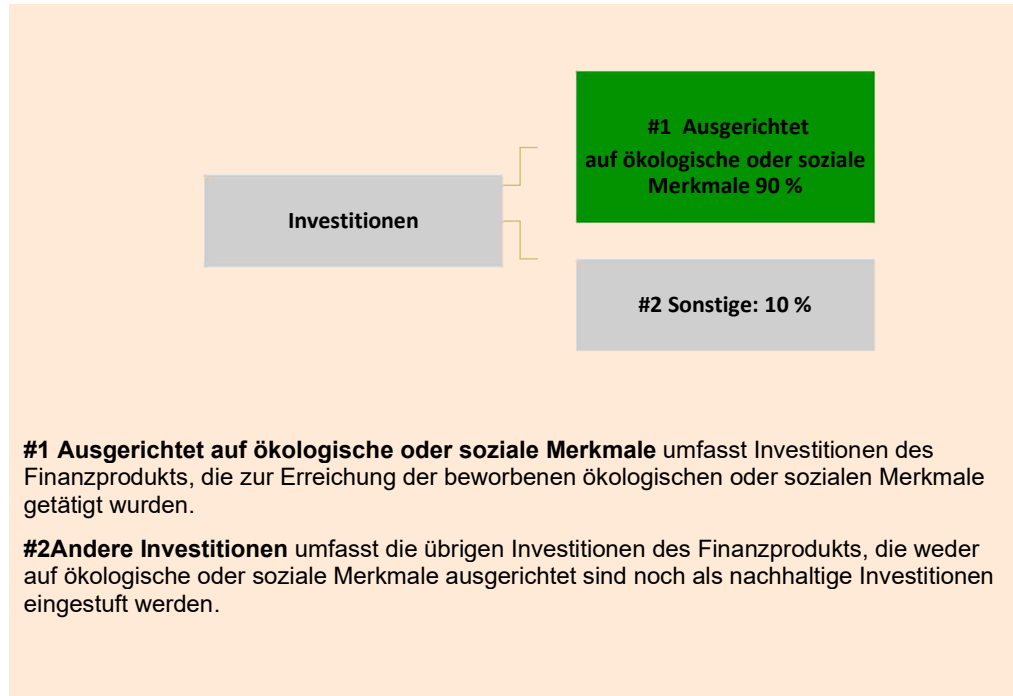 #1 Ausgerichtet
auf ökologische oder soziale
Merkmale 90 %
Investitionen
#2 Sonstige: 10 %
#1 Ausgerichtet auf ökologische oder soziale Merkmale umfasst Investitionen des
Finanzprodukts, die zur Erreichung der beworbenen ökologischen oder sozialen Merkmale
getätigt wurden.
#2Andere Investitionen umfasst die übrigen Investitionen des Finanzprodukts, die weder
auf ökologische oder soziale Merkmale ausgerichtet sind noch als nachhaltige Investitionen
eingestuft werden.